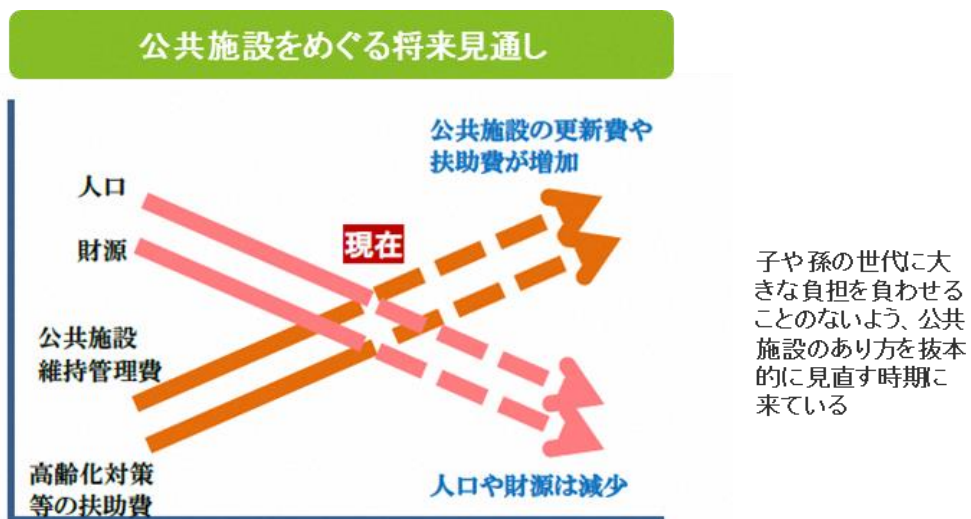 公共施設をめぐる将来見通し
公共施設の更新費や
扶助費が増加
人口
現在
財源
公共施設
維持管理費
高齢化対策
等の扶助費
人口や財源は減少
子や孫の世代に大
きな負担を負わせる
ことのないよう、公共
施設のあり方を抜本
的に見直す時期に
来ている